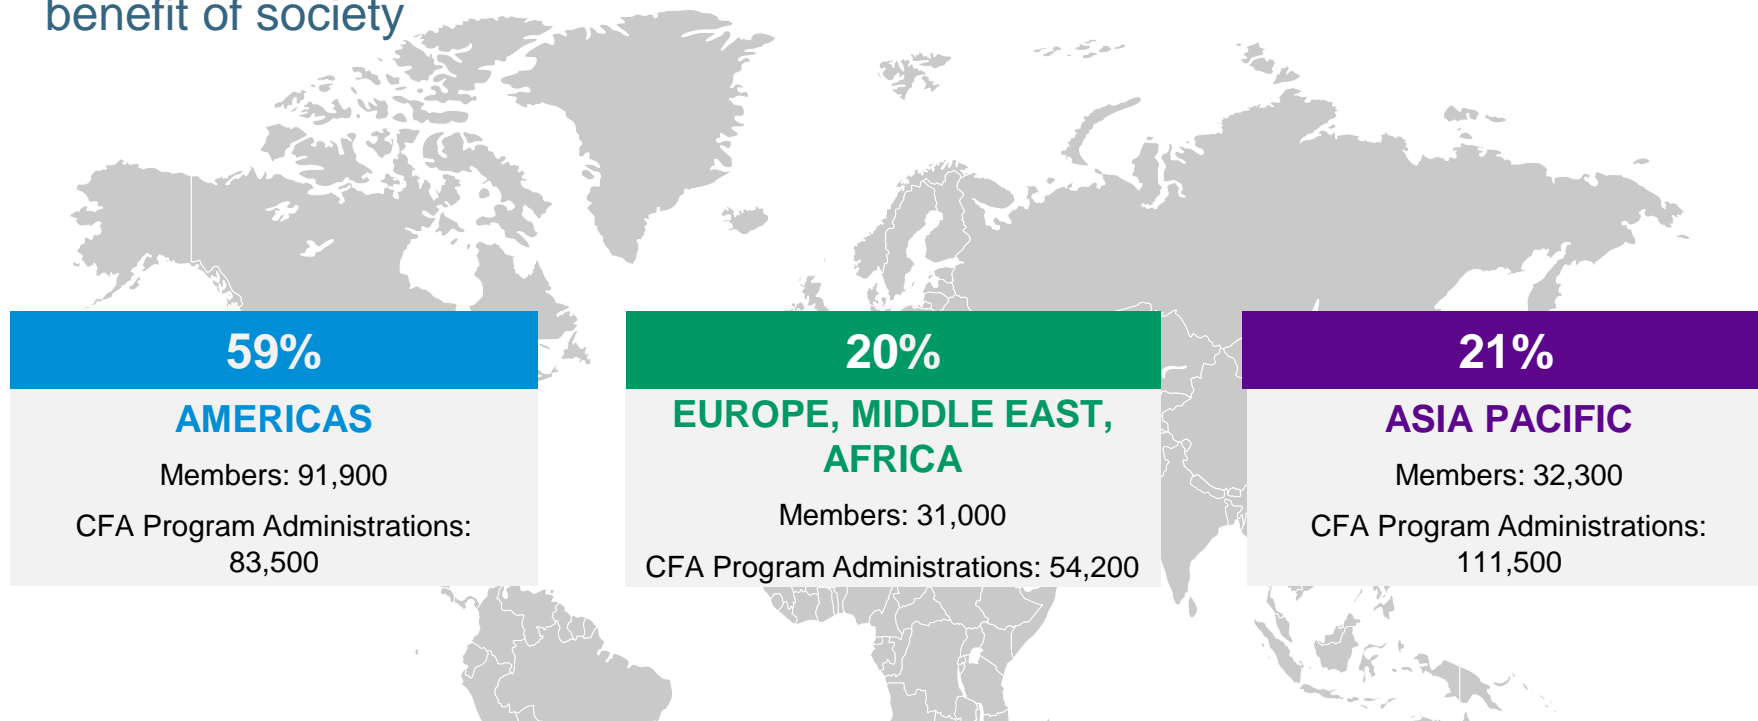 benefit of society
59%
AMERICAS
Members: 91,900
CFA Program Administrations:
83,500
20%
EUROPE, MIDDLE EAST,
AFRICA
Members: 31,000
CFA Program Administrations: 54,200
21%
ASIA PACIFIC
Members: 32,300
CFA Program Administrations:
111,500